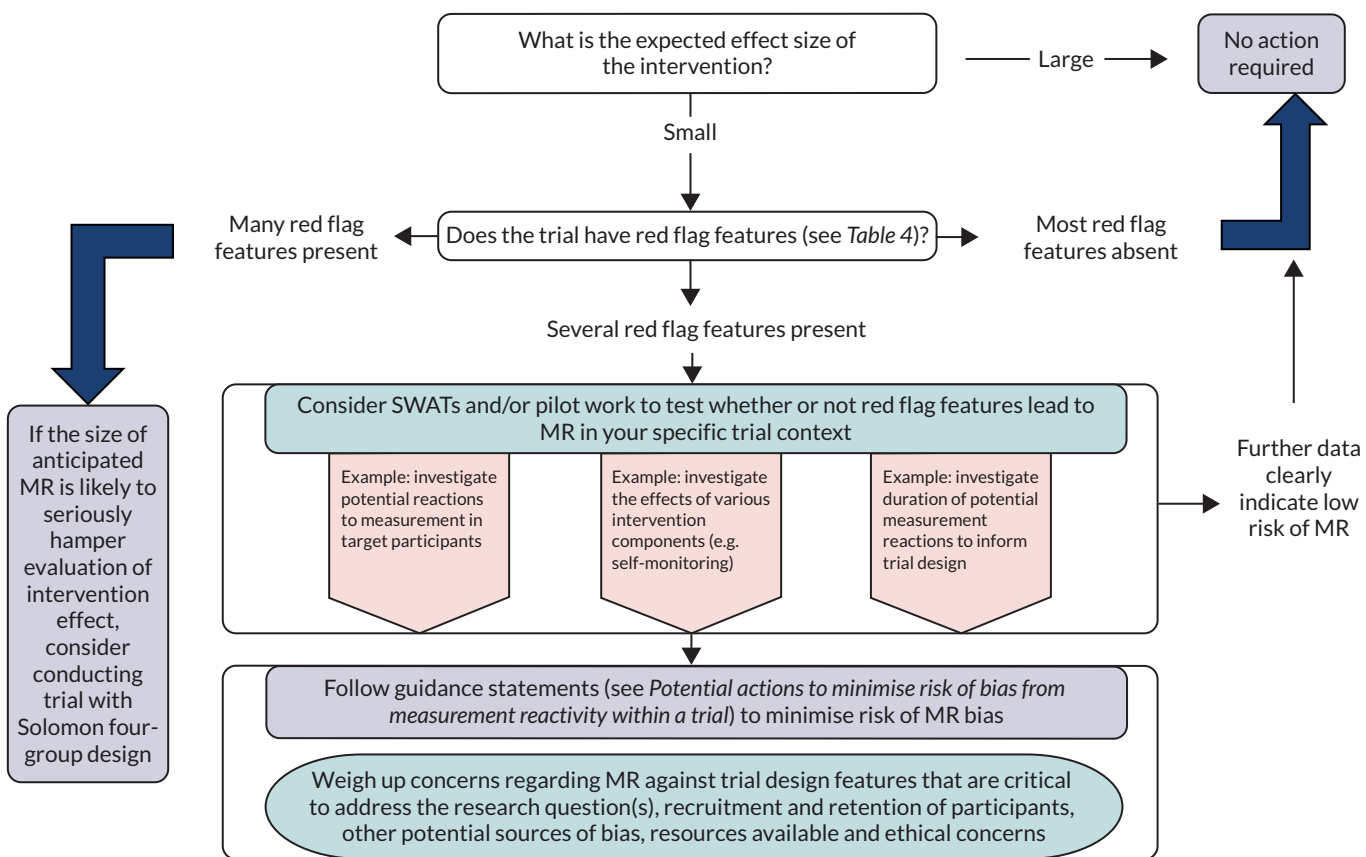 What is the expected effect size of
the intervention?
Large
No action
required
Small
Many red flag
features present
Does the trial have red flag features (see Table 4)?
Most red flag
features absent
Several red flag features present
If the size of
anticipated
MR is likely to
seriously
hamper
evaluation of
intervention
effect,
consider
conducting
trial with
Solomon four-
group design
Consider SWATs and/or pilot work to test whether or not red flag features lead to
MR in your specific trial context
Example: investigate
potential reactions
to measurement in
target participants
Example: investigate
the effects of various
intervention
components (e.g.
self-monitoring)
Example: investigate
duration of potential
measurement
reactions to inform
trial design
Further data
clearly
indicate low
risk of MR
Follow guidance statements (see Potential actions to minimise risk of bias from
measurement reactivity within a trial) to minimise risk of MR bias
Weigh up concerns regarding MR against trial design features that are critical
to address the research question(s), recruitment and retention of participants,
other potential sources of bias, resources available and ethical concerns